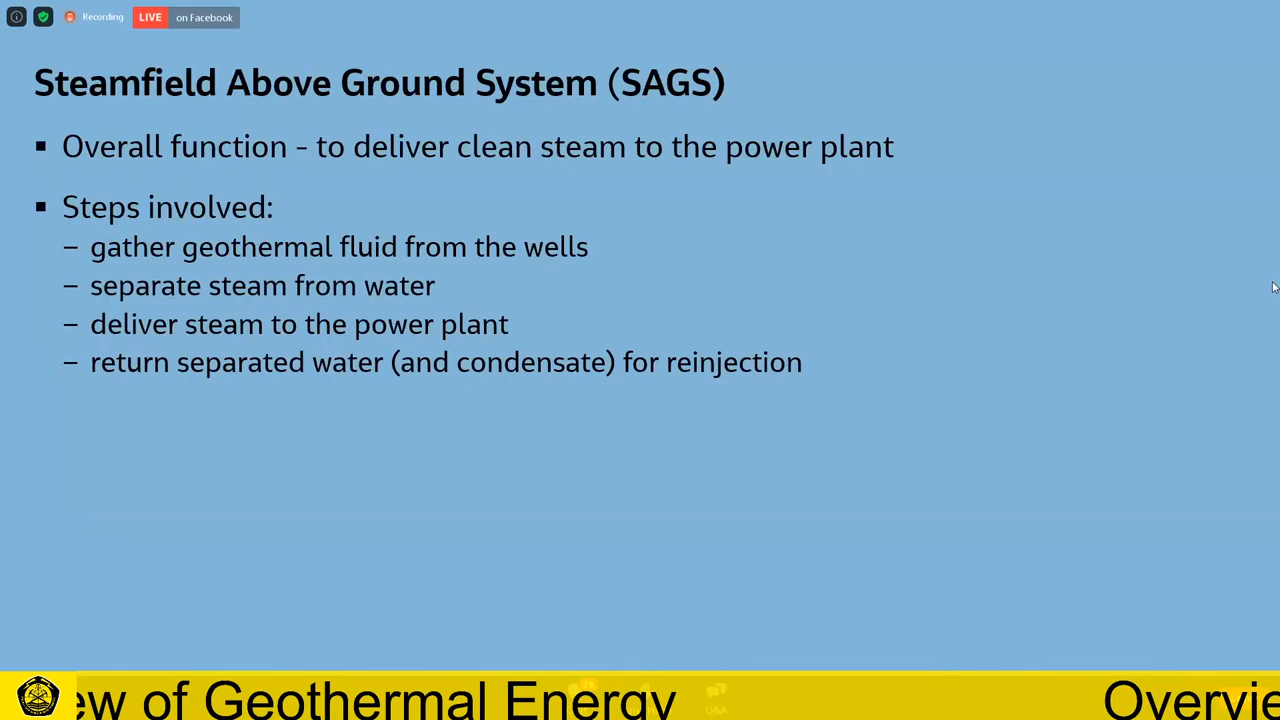 Recording
LIVE on Facebook
Steamfield Above Ground System (SAGS)
▪ Overall function - to deliver clean steam to the power plant
▪ Steps involved:
– gather geothermal fluid from the wells
– separate steam from water
– deliver steam to the power plant
– return separated water (and condensate) for reinjection
Q&A
ew of Geothermal Energy Overvie